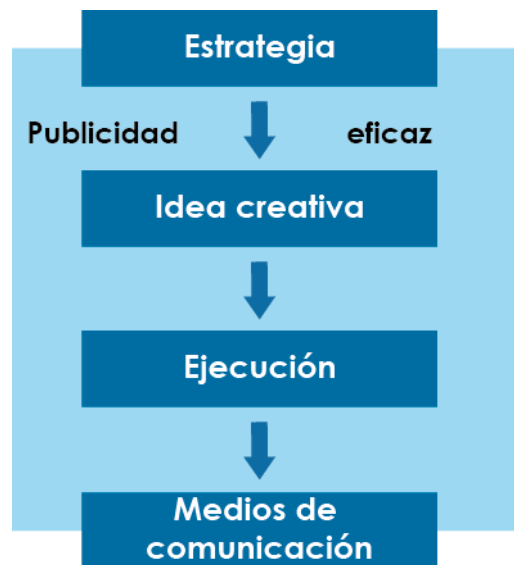 Estrategia
Publicidad eficaz
Idea creativa
Ejecución
Medios de
comunicación